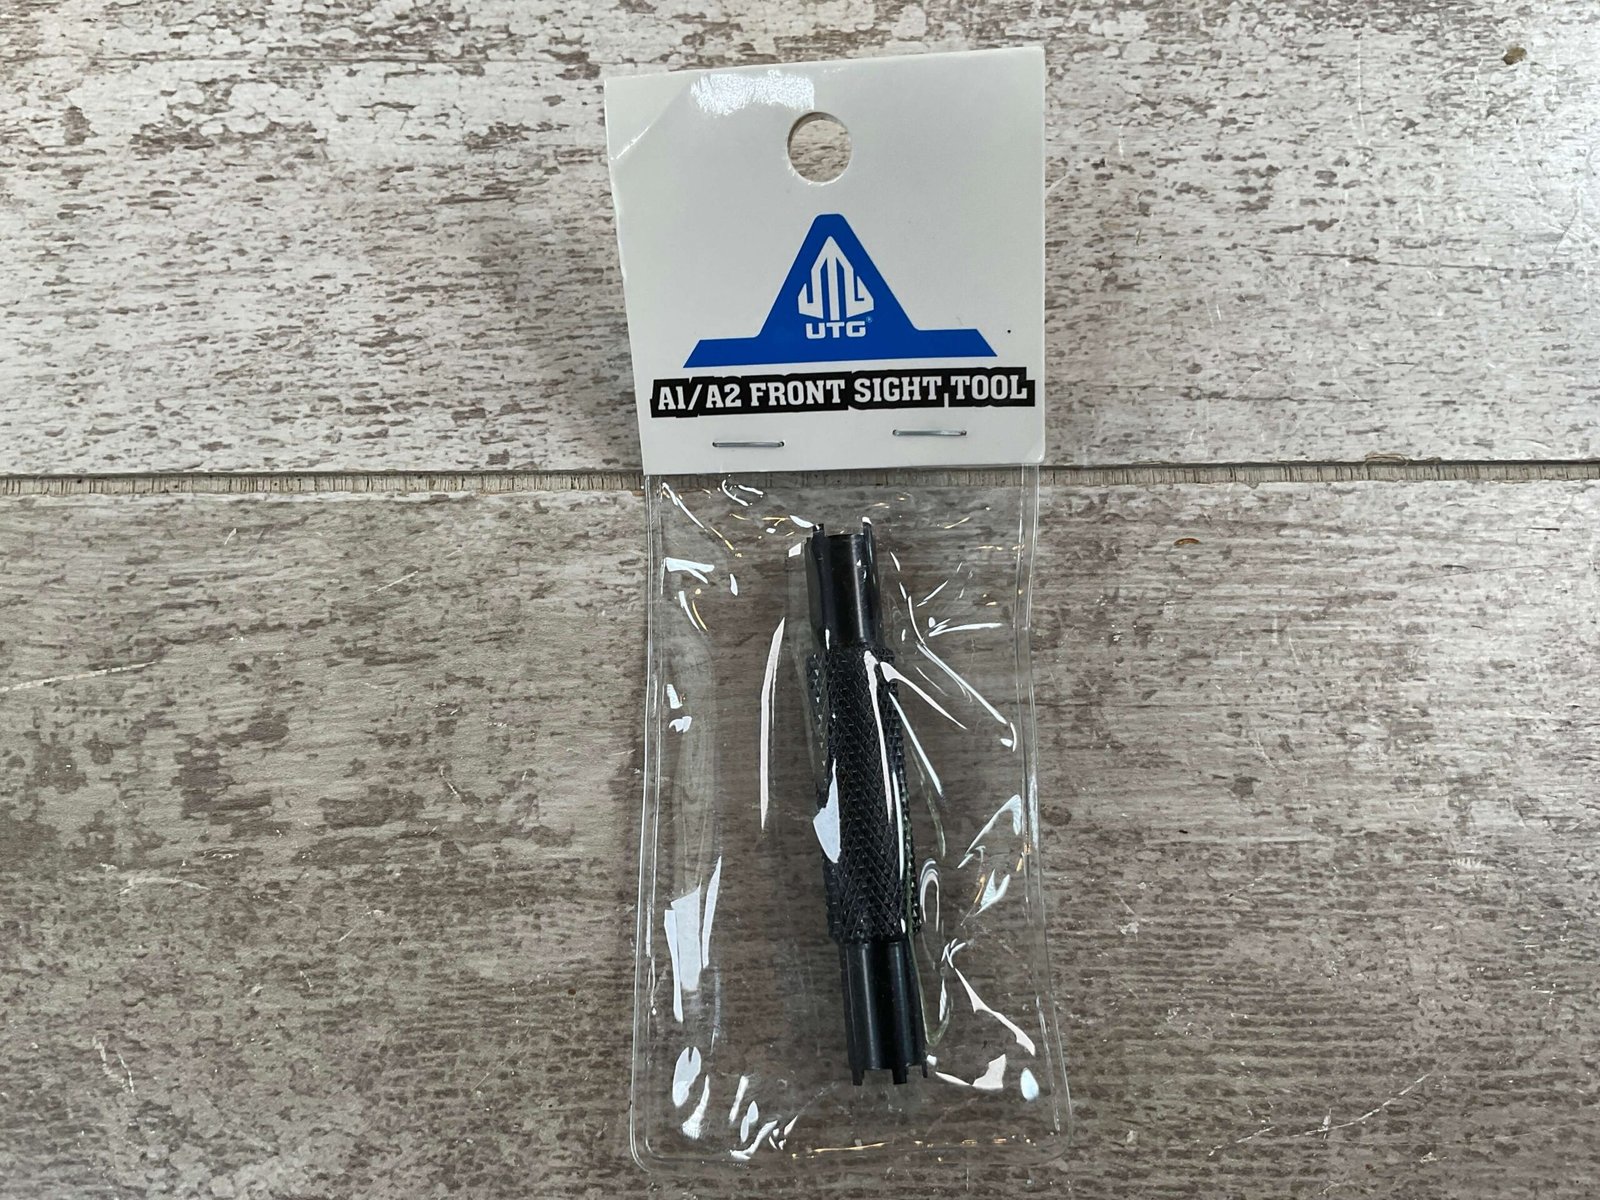 UTG®
A1/A2 FRONT SIGHT TOOL